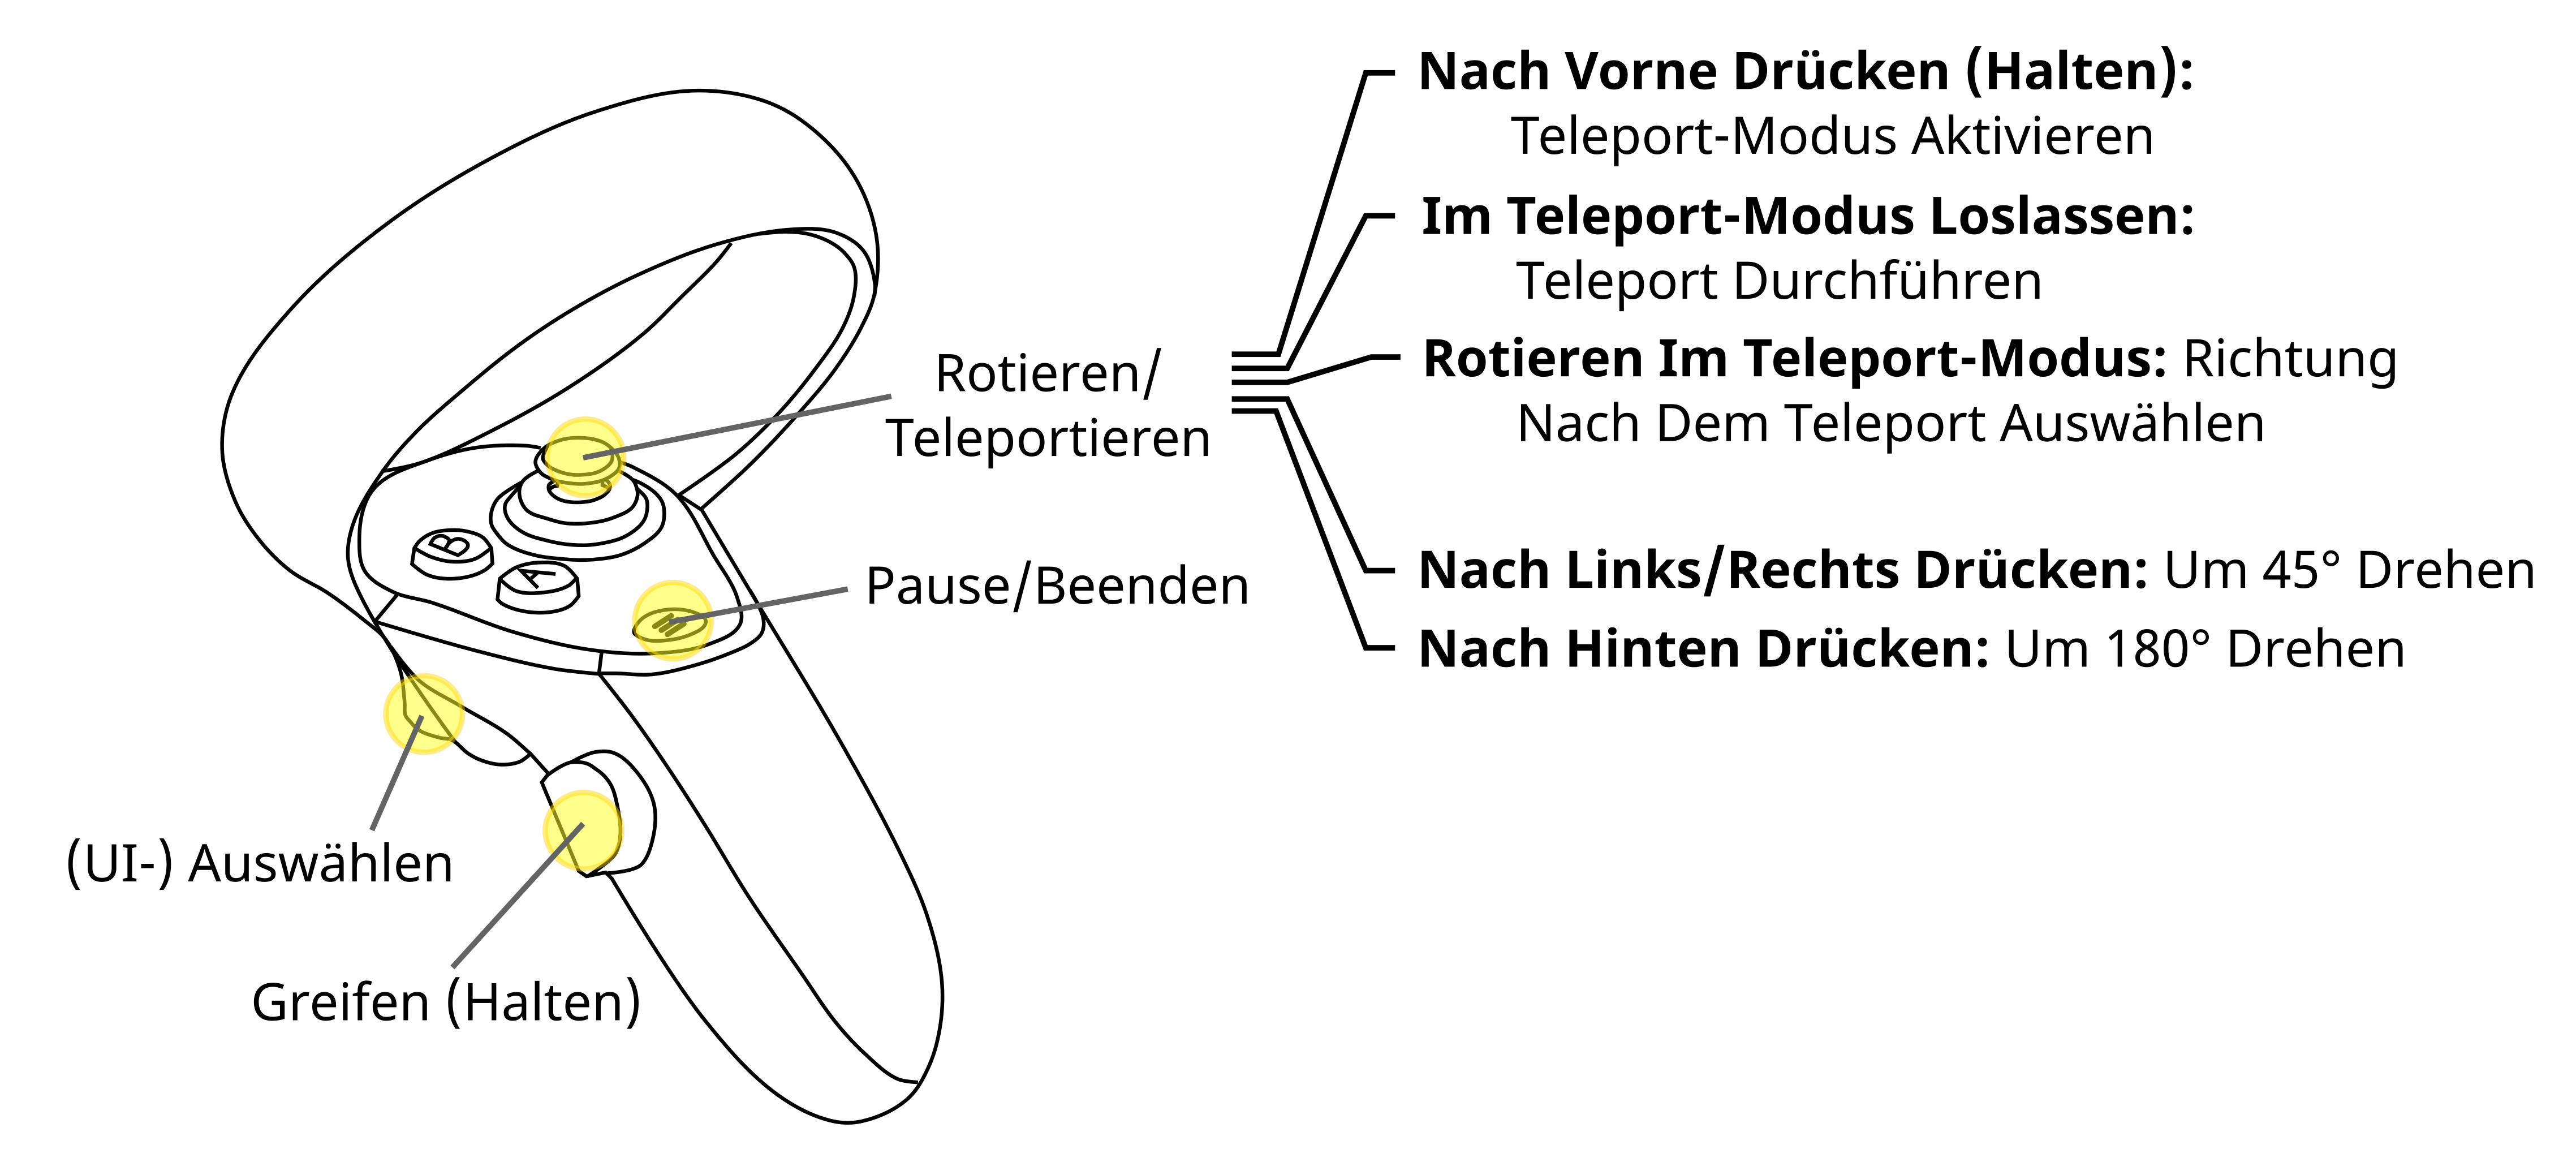 Nach Vorne Drücken (Halten):
Teleport-Modus Aktivieren
Im Teleport-Modus Loslassen:
Teleport Durchführen
Rotieren Im Teleport-Modus: Richtung
Nach Dem Teleport Auswählen
Nach Links/Rechts Drücken: Um 45° Drehen
Nach Hinten Drücken: Um 180° Drehen
Rotieren/
Teleportieren
B
A
Pause/Beenden
(UI-) Auswählen
Greifen (Halten)